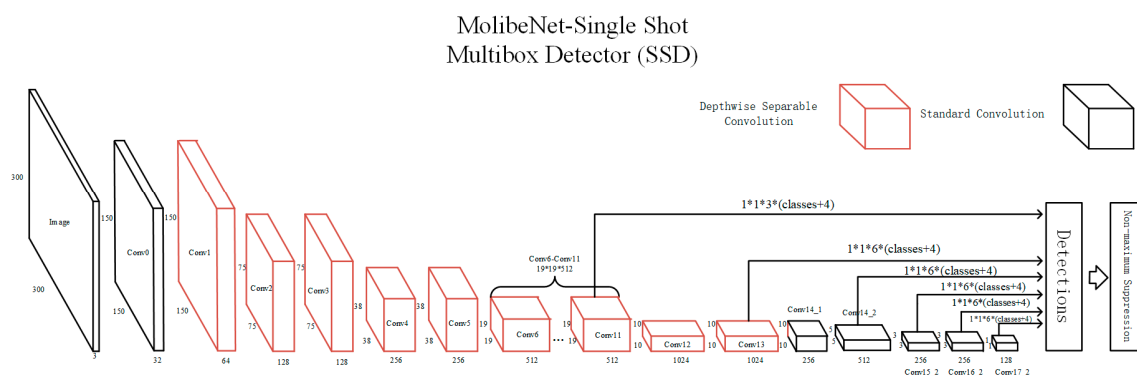 MolibeNet-Single Shot
Multibox Detector (SSD)
Depthwise Separable
Convolution
Standard Convolution
300
Image
300
3
150
Conv0
150
32
150
Conv1
150
64
75
Conv2
75
128
75
Conv3
75
128
38
Conv4
38
256
38
Conv5
38
256
Conv6-Conv11
19*19*512
19
Conv6
19
512
...
19
Conv11
19
512
10
Conv12
10
1024
10
Conv13
10
1024
Conv14_1
10
10
256
Conv14_2
5
5
512
3
3
256
Conv15_2
3
3
256
Conv16_2
1
1
128
Conv17_2
1*1*3*(classes+4)
1*1*6*(classes+4)
1*1*6*(classes+4)
1*1*6*(classes+4)
1*1*6*(classes+4)
1*1*6*(classes+4)
Detections
Non-maximum Suppression